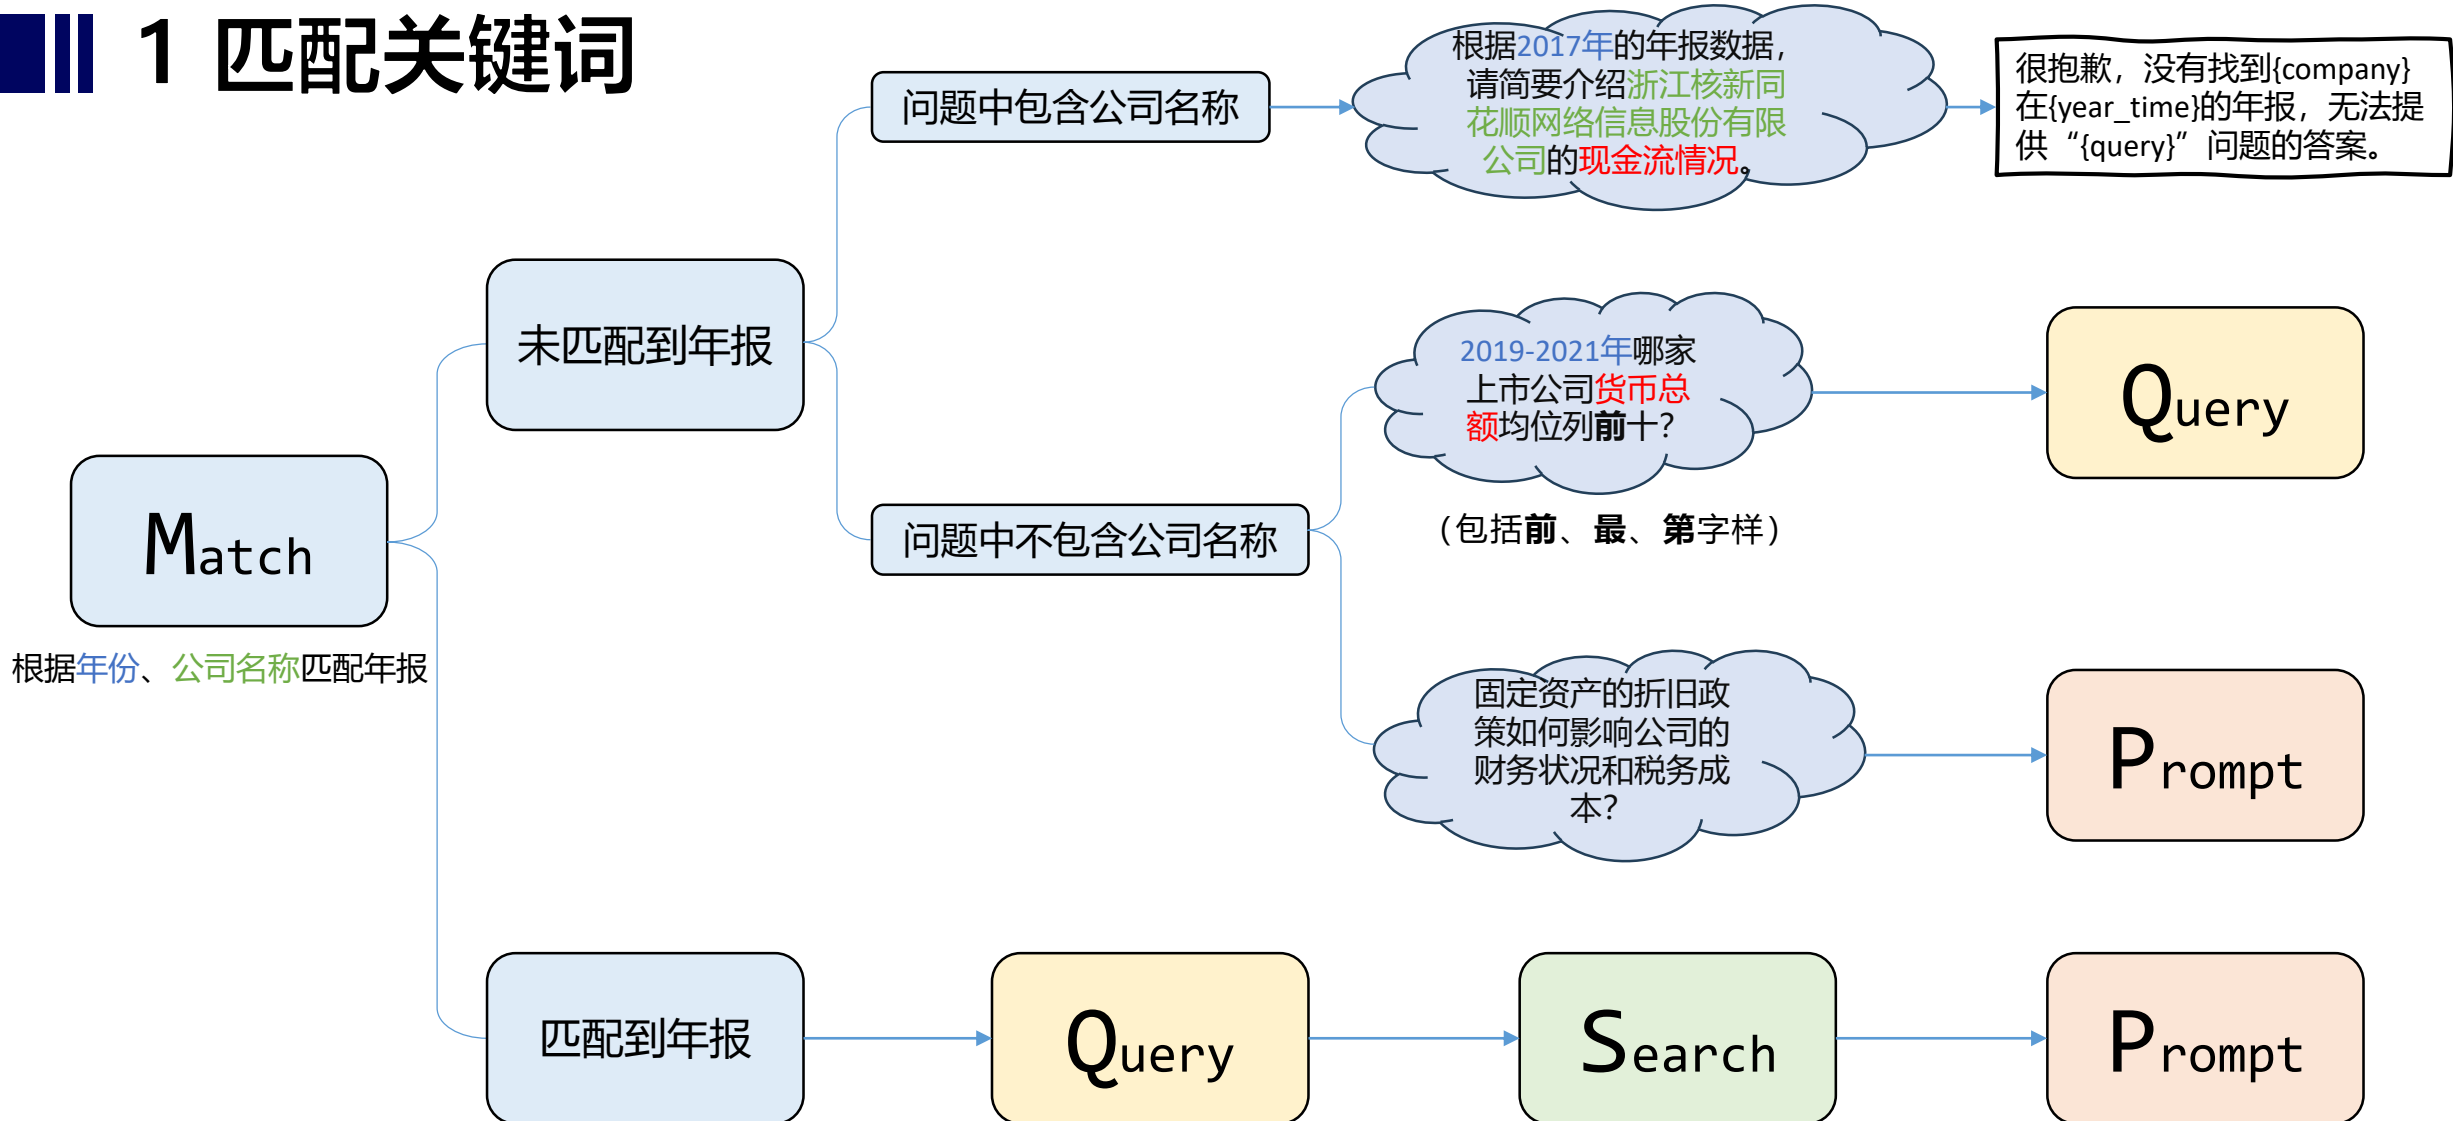 1 匹配关键词
问题中包含公司名称
根据2017年的年报数据，
请简要介绍浙江核新同
花顺网络信息股份有限
公司的现金流情况。
很抱歉，没有找到{company}
在{year_time}的年报，无法提
供“{query}”问题的答案。
未匹配到年报
2019-2021年哪家
上市公司货币总
额均位列前十？
Query
（包括前、最、第字样）
问题中不包含公司名称
Match
根据年份、公司名称匹配年报
固定资产的折旧政
策如何影响公司的
财务状况和税务成
本？
Prompt
匹配到年报
Query
Search
Prompt